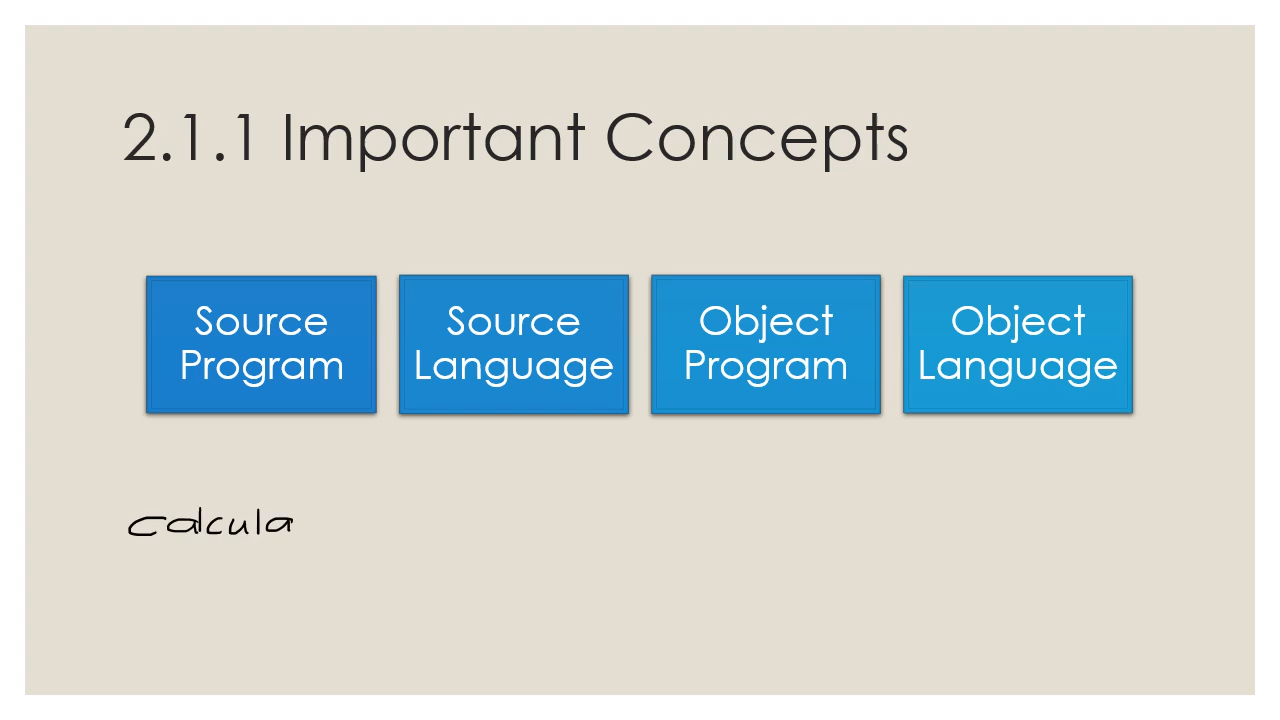 2.1.1 Important Concepts
Source Program
Source Language
Object Program
Object Language
calcula